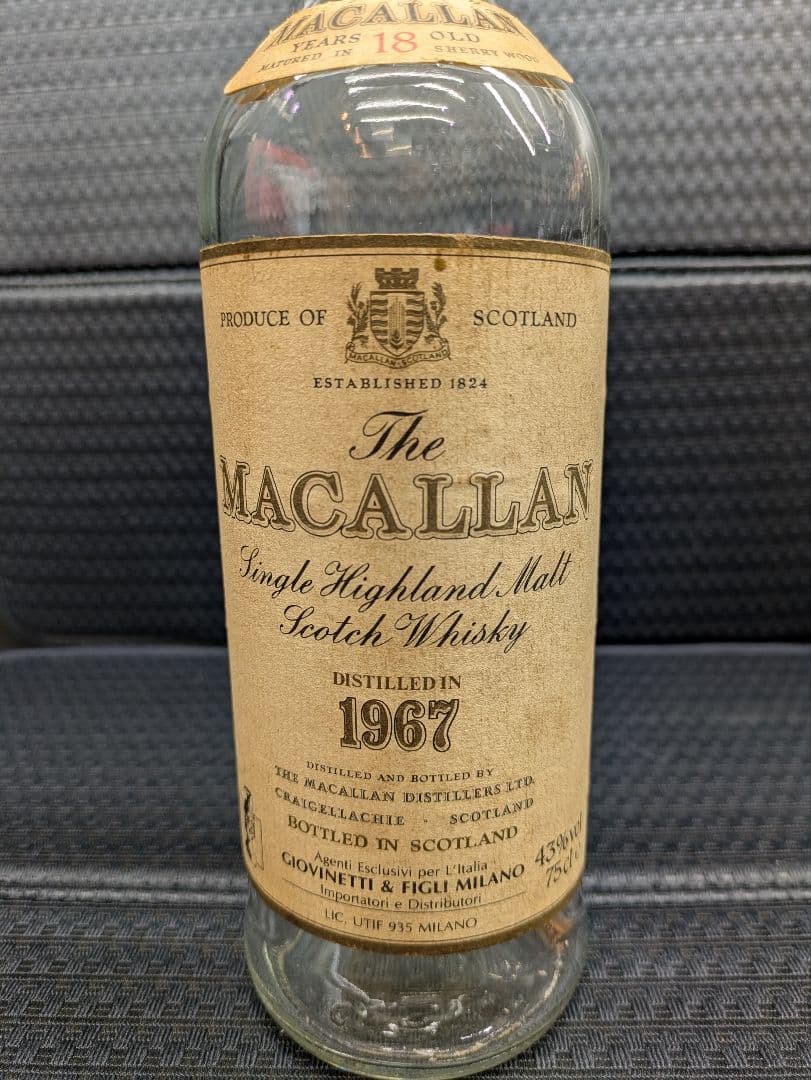 MACALLAN
YEARS 18 OLD
MATURED IN SHERRY WOOD
PRODUCE OF SCOTLAND
MACALLAN-SCOTLAND
ESTABLISHED 1824
The
MACALLAN
Single Highland Malt
Scotch Whisky
DISTILLED IN
1967
DISTILLED AND BOTTLED BY
THE MACALLAN DISTILLERS LTD.
CRAIGELLACHIE - SCOTLAND
BOTTLED IN SCOTLAND
43% vol
75cl e
Agenti Esclusivi per L'Italia
GIOVINETTI & FIGLI MILANO
Importatori e Distributori
LIC. UTIF 935 MILANO